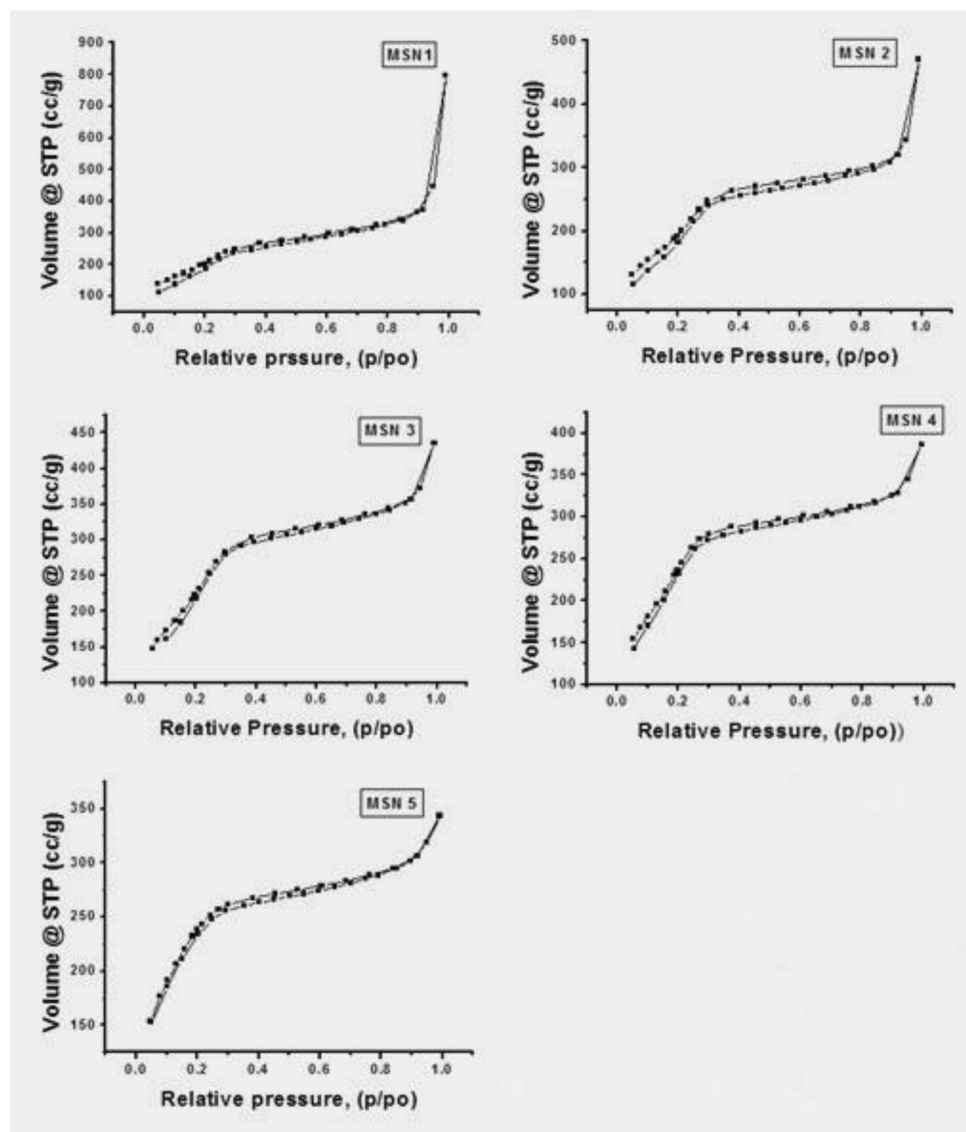 MSN1
Volume @ STP (cc/g)
900
800
700
600
500
400
300
200
100
0.0 0.2 0.4 0.6 0.8 1.0
Relative prssure, (p/po)
MSN 2
Volume @ STP (cc/g)
500
400
300
200
100
0.0 0.2 0.4 0.6 0.8 1.0
Relative Pressure, (p/po)
MSN 3
Volume @ STP (cc/g)
450
400
350
300
250
200
150
100
0.0 0.2 0.4 0.6 0.8 1.0
Relative Pressure, (p/po)
MSN 4
Volume @ STP (cc/g)
400
350
300
250
200
150
100
0.0 0.2 0.4 0.6 0.8 1.0
Relative Pressure, (p/po))
MSN 5
Volume @ STP (cc/g)
350
300
250
200
150
0.0 0.2 0.4 0.6 0.8 1.0
Relative pressure, (p/po)